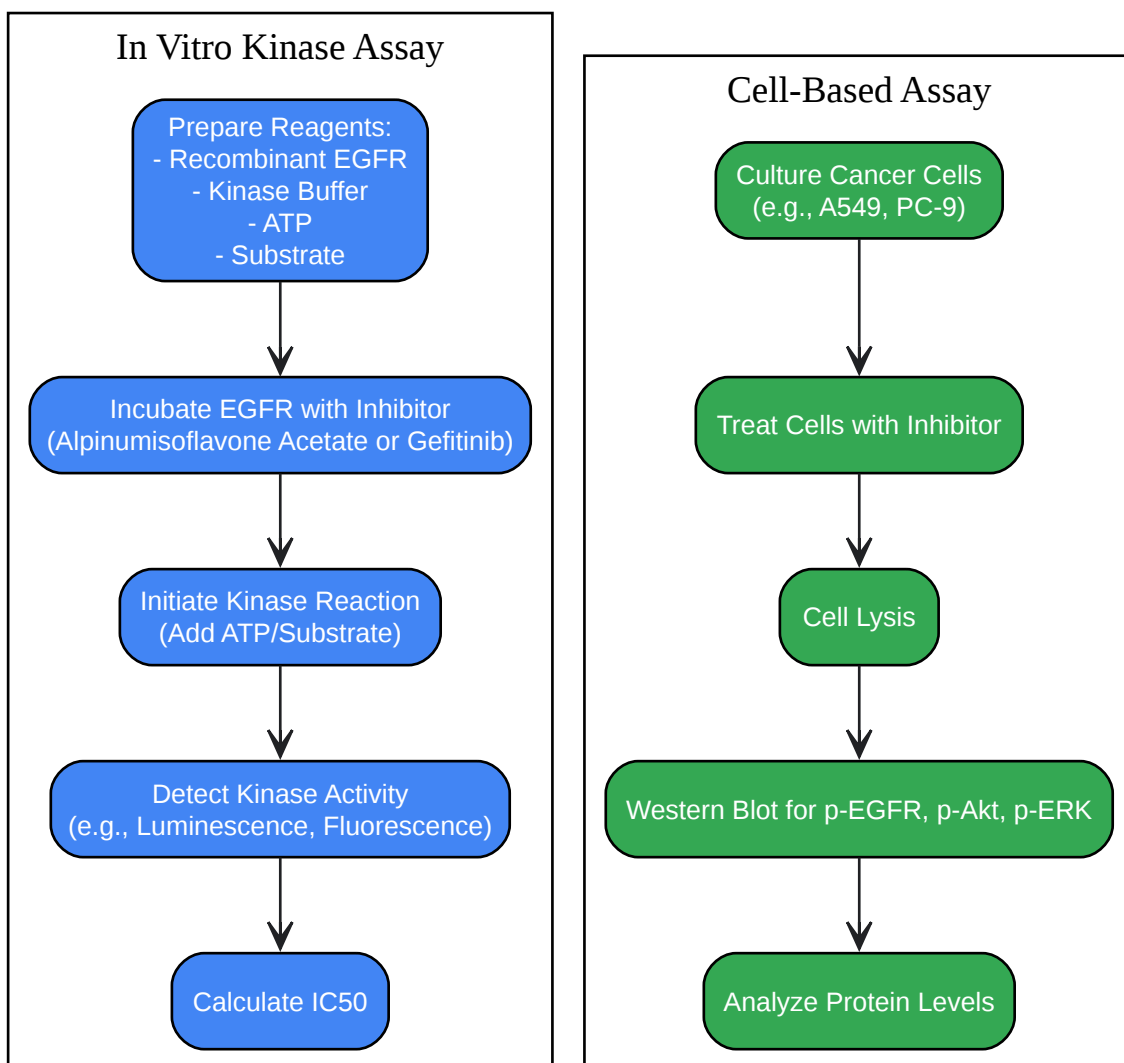 In Vitro Kinase Assay
Prepare Reagents:
- Recombinant EGFR
- Kinase Buffer
- ATP
- Substrate
Incubate EGFR with Inhibitor
(Alpinumisoflavone Acetate or Gefitinib)
Initiate Kinase Reaction
(Add ATP/Substrate)
Detect Kinase Activity
(e.g., Luminescence, Fluorescence)
Calculate IC50
Cell-Based Assay
Culture Cancer Cells
(e.g., A549, PC-9)
Treat Cells with Inhibitor
Cell Lysis
Western Blot for p-EGFR, p-Akt, p-ERK
Analyze Protein Levels